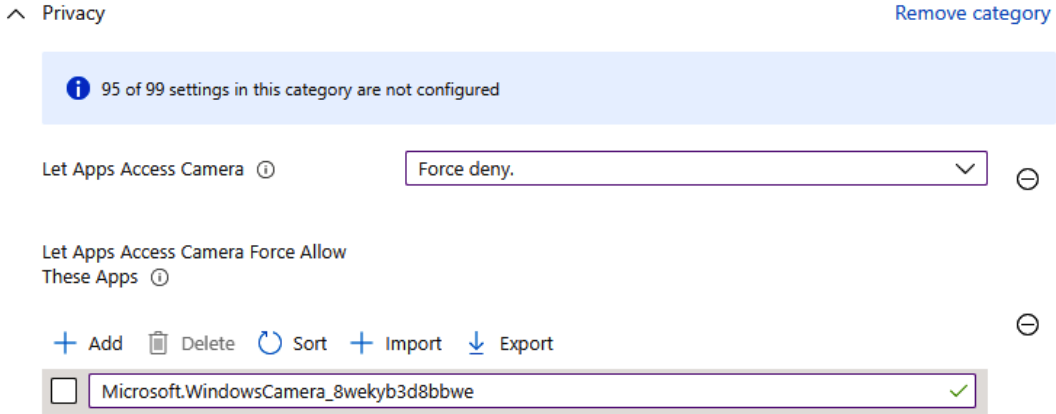 Privacy
Remove category
95 of 99 settings in this category are not configured
Let Apps Access Camera
Force deny.
Let Apps Access Camera Force Allow
These Apps
Add Delete Sort Import Export
Microsoft.WindowsCamera_8wekyb3d8bbwe